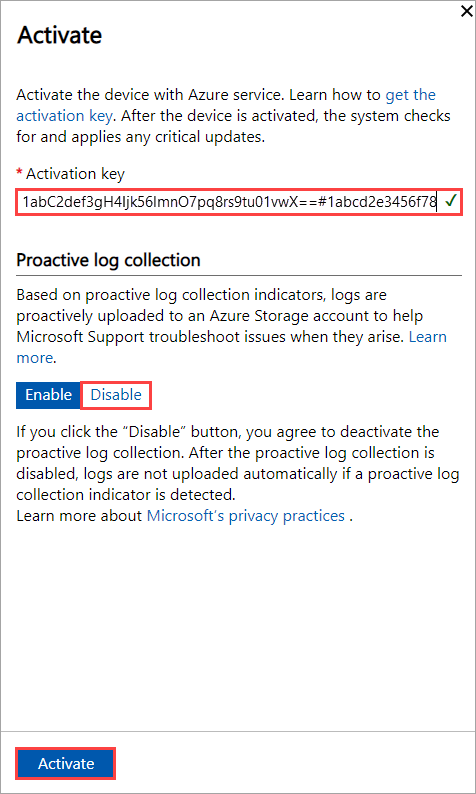 Activate
Activate the device with Azure service. Learn how to get the
activation key. After the device is activated, the system checks
for and applies any critical updates.
* Activation key
1abC2def3gH4Ijk56lmnO7pq8rs9tu01vwX==#1abcd2e3456f78
Proactive log collection
Based on proactive log collection indicators, logs are
proactively uploaded to an Azure Storage account to help
Microsoft Support troubleshoot issues when they arise. Learn
more.
Enable Disable
If you click the “Disable” button, you agree to deactivate the
proactive log collection. After the proactive log collection is
disabled, logs are not uploaded automatically if a proactive log
collection indicator is detected.
Learn more about Microsoft’s privacy practices .
Activate